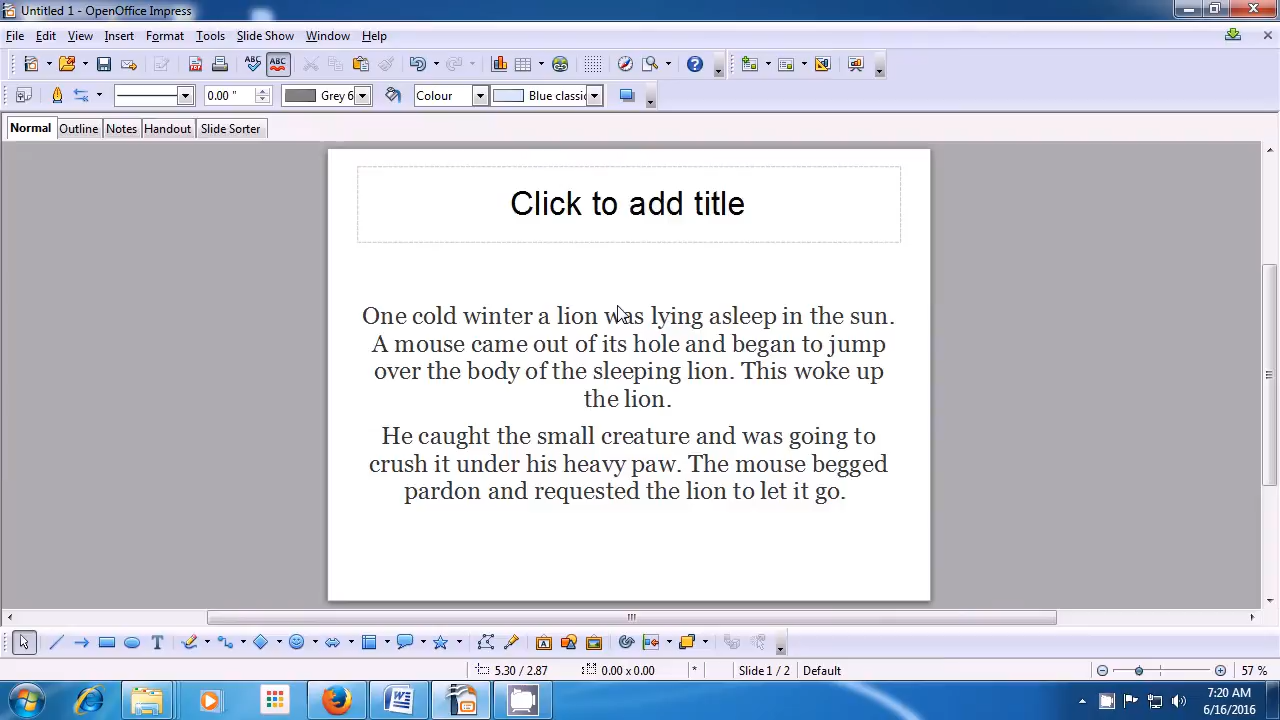 Untitled 1 - OpenOffice Impress
File Edit View Insert Format Tools Slide Show Window Help
ABC ABC
0.00 " Grey 6 Colour Blue classic
Normal Outline Notes Handout Slide Sorter
Click to add title
One cold winter a lion was lying asleep in the sun.
A mouse came out of its hole and began to jump
over the body of the sleeping lion. This woke up
the lion.
He caught the small creature and was going to
crush it under his heavy paw. The mouse begged
pardon and requested the lion to let it go.
5.30 / 2.87 0.00 x 0.00 * Slide 1 / 2 Default 57 %
7:20 AM
6/16/2016